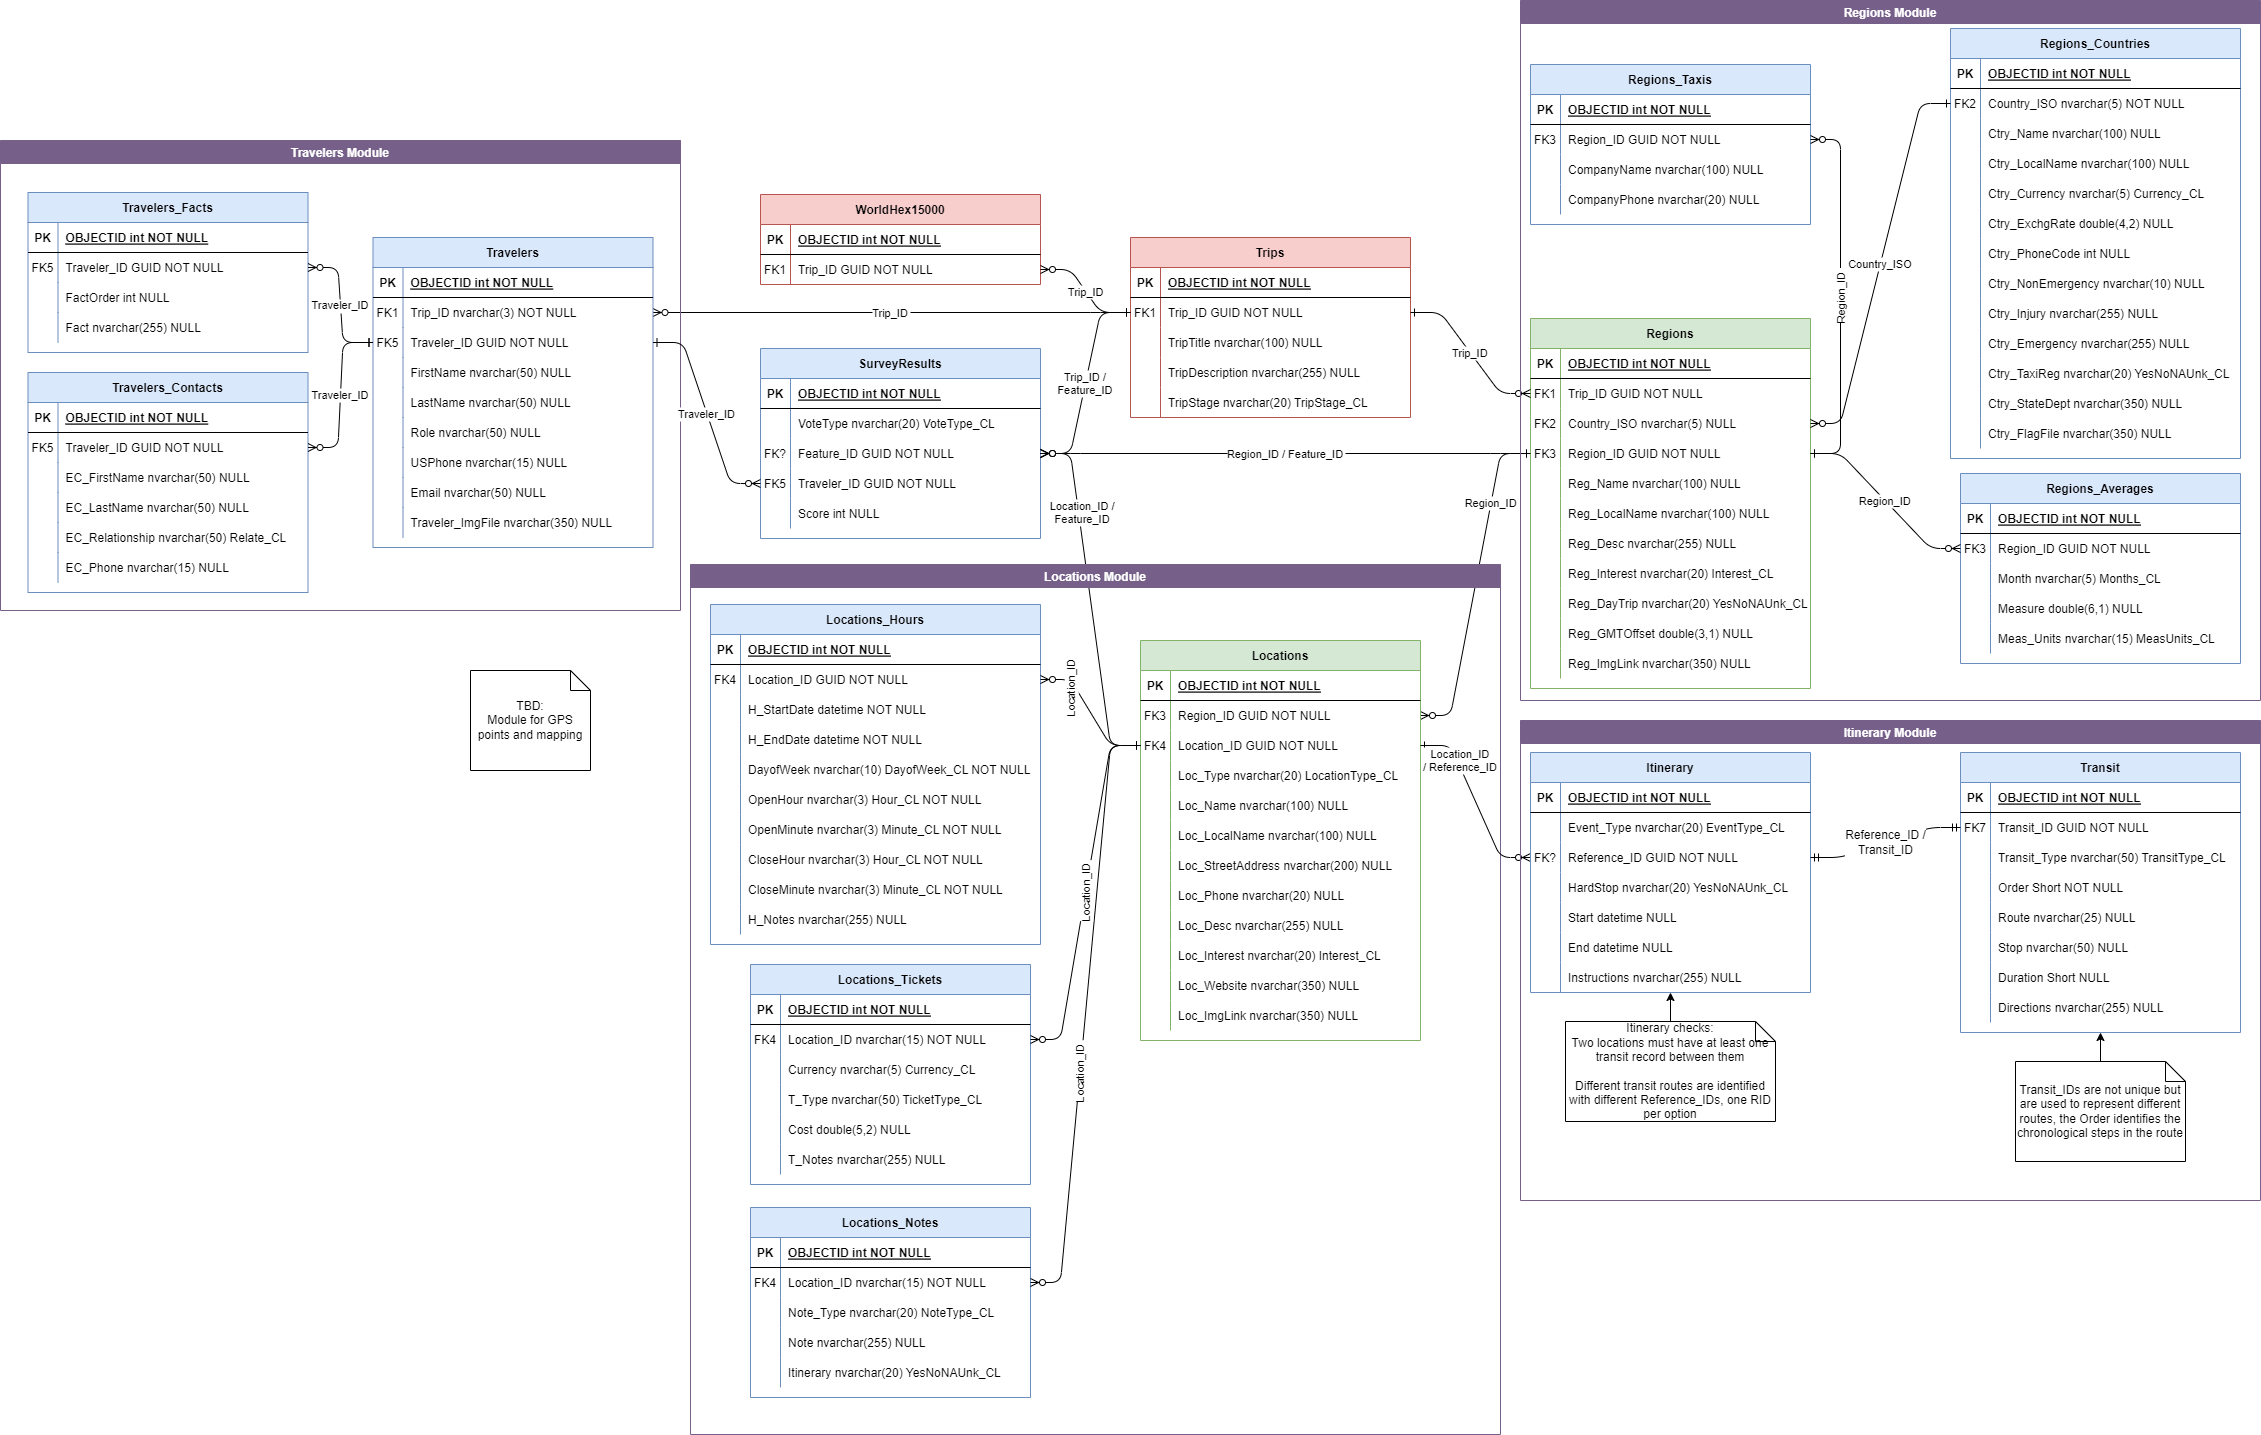 Regions Module
Regions_Countries
PK OBJECTID int NOT NULL
FK2 Country_ISO nvarchar(5) NOT NULL
Ctry_Name nvarchar(100) NULL
Ctry_LocalName nvarchar(100) NULL
Ctry_Currency nvarchar(5) Currency_CL
Ctry_ExchgRate double(4,2) NULL
Ctry_PhoneCode int NULL
Ctry_NonEmergency nvarchar(10) NULL
Ctry_Injury nvarchar(255) NULL
Ctry_Emergency nvarchar(255) NULL
Ctry_TaxiReg nvarchar(20) YesNoNAUnk_CL
Ctry_StateDept nvarchar(350) NULL
Ctry_FlagFile nvarchar(350) NULL
Regions_Taxis
PK OBJECTID int NOT NULL
FK3 Region_ID GUID NOT NULL
CompanyName nvarchar(100) NULL
CompanyPhone nvarchar(20) NULL
Region_ID
Country_ISO
Regions
PK OBJECTID int NOT NULL
FK1 Trip_ID GUID NOT NULL
FK2 Country_ISO nvarchar(5) NULL
FK3 Region_ID GUID NOT NULL
Reg_Name nvarchar(100) NULL
Reg_LocalName nvarchar(100) NULL
Reg_Desc nvarchar(255) NULL
Reg_Interest nvarchar(20) Interest_CL
Reg_DayTrip nvarchar(20) YesNoNAUnk_CL
Reg_GMTOffset double(3,1) NULL
Reg_ImgLink nvarchar(350) NULL
Region_ID
Regions_Averages
PK OBJECTID int NOT NULL
FK3 Region_ID GUID NOT NULL
Month nvarchar(5) Months_CL
Measure double(6,1) NULL
Meas_Units nvarchar(15) MeasUnits_CL
Travelers Module
Travelers_Facts
PK OBJECTID int NOT NULL
FK5 Traveler_ID GUID NOT NULL
FactOrder int NULL
Fact nvarchar(255) NULL
Traveler_ID
Travelers_Contacts
PK OBJECTID int NOT NULL
FK5 Traveler_ID GUID NOT NULL
EC_FirstName nvarchar(50) NULL
EC_LastName nvarchar(50) NULL
EC_Relationship nvarchar(50) Relate_CL
EC_Phone nvarchar(15) NULL
Traveler_ID
Travelers
PK OBJECTID int NOT NULL
FK1 Trip_ID nvarchar(3) NOT NULL
FK5 Traveler_ID GUID NOT NULL
FirstName nvarchar(50) NULL
LastName nvarchar(50) NULL
Role nvarchar(50) NULL
USPhone nvarchar(15) NULL
Email nvarchar(50) NULL
Traveler_ImgFile nvarchar(350) NULL
Traveler_ID
WorldHex15000
PK OBJECTID int NOT NULL
FK1 Trip_ID GUID NOT NULL
Trip_ID
Trip_ID
SurveyResults
PK OBJECTID int NOT NULL
VoteType nvarchar(20) VoteType_CL
FK? Feature_ID GUID NOT NULL
FK5 Traveler_ID GUID NOT NULL
Score int NULL
Trip_ID /
Feature_ID
Region_ID / Feature_ID
Location_ID /
Feature_ID
Trips
PK OBJECTID int NOT NULL
FK1 Trip_ID GUID NOT NULL
TripTitle nvarchar(100) NULL
TripDescription nvarchar(255) NULL
TripStage nvarchar(20) TripStage_CL
Trip_ID
Region_ID
TBD:
Module for GPS
points and mapping
Locations Module
Locations_Hours
PK OBJECTID int NOT NULL
FK4 Location_ID GUID NOT NULL
H_StartDate datetime NOT NULL
H_EndDate datetime NOT NULL
DayofWeek nvarchar(10) DayofWeek_CL NOT NULL
OpenHour nvarchar(3) Hour_CL NOT NULL
OpenMinute nvarchar(3) Minute_CL NOT NULL
CloseHour nvarchar(3) Hour_CL NOT NULL
CloseMinute nvarchar(3) Minute_CL NOT NULL
H_Notes nvarchar(255) NULL
Location_ID
Locations_Tickets
PK OBJECTID int NOT NULL
FK4 Location_ID nvarchar(15) NOT NULL
Currency nvarchar(5) Currency_CL
T_Type nvarchar(50) TicketType_CL
Cost double(5,2) NULL
T_Notes nvarchar(255) NULL
Location_ID
Locations_Notes
PK OBJECTID int NOT NULL
FK4 Location_ID nvarchar(15) NOT NULL
Note_Type nvarchar(20) NoteType_CL
Note nvarchar(255) NULL
Itinerary nvarchar(20) YesNoNAUnk_CL
Location_ID
Locations
PK OBJECTID int NOT NULL
FK3 Region_ID GUID NOT NULL
FK4 Location_ID GUID NOT NULL
Loc_Type nvarchar(20) LocationType_CL
Loc_Name nvarchar(100) NULL
Loc_LocalName nvarchar(100) NULL
Loc_StreetAddress nvarchar(200) NULL
Loc_Phone nvarchar(20) NULL
Loc_Desc nvarchar(255) NULL
Loc_Interest nvarchar(20) Interest_CL
Loc_Website nvarchar(350) NULL
Loc_ImgLink nvarchar(350) NULL
Location_ID
/ Reference_ID
Itinerary Module
Itinerary
PK OBJECTID int NOT NULL
Event_Type nvarchar(20) EventType_CL
FK? Reference_ID GUID NOT NULL
HardStop nvarchar(20) YesNoNAUnk_CL
Start datetime NULL
End datetime NULL
Instructions nvarchar(255) NULL
Reference_ID /
Transit_ID
Transit
PK OBJECTID int NOT NULL
FK7 Transit_ID GUID NOT NULL
Transit_Type nvarchar(50) TransitType_CL
Order Short NOT NULL
Route nvarchar(25) NULL
Stop nvarchar(50) NULL
Duration Short NULL
Directions nvarchar(255) NULL
Itinerary checks:
Two locations must have at least one
transit record between them
Different transit routes are identified
with different Reference_IDs, one RID
per option
Transit_IDs are not unique but
are used to represent different
routes, the Order identifies the
chronological steps in the route